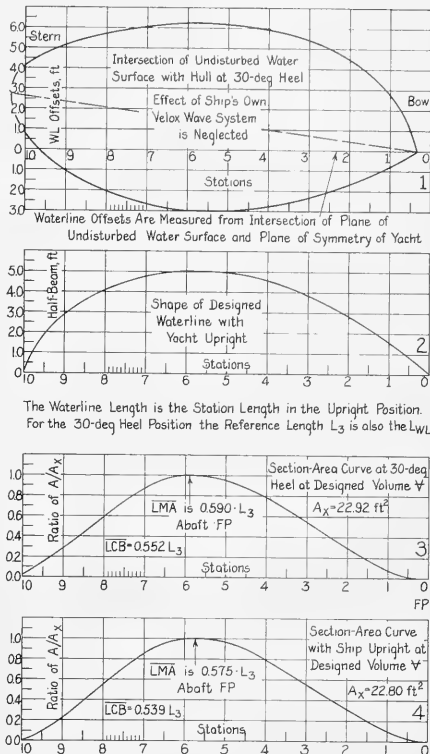 6.0
Stern
5.0
4.0
3.0
2.0
1.0
0
1.0
2.0
3.0
WL Offsets, ft
Intersection of Undisturbed Water
Surface with Hull at 30-deg Heel
Effect of Ship's Own
Velox Wave System
is Neglected
Bow
10 9 8 7 6 5 4 3 2 1 0
Stations
1
Waterline Offsets Are Measured from Intersection of Plane of
Undisturbed Water Surface and Plane of Symmetry of Yacht
5.0
4.0
3.0
2.0
1.0
0
Half-Beam, ft
Shape of Designed
Waterline with
Yacht Upright
2
Stations
10 9 8 7 6 5 4 3 2 1 0
The Waterline Length is the Station Length in the Upright Position.
For the 30-deg Heel Position the Reference Length L3 is also the LWL
1.0
0.8
0.6
0.4
0.2
0.0
Ratio of A/AX
Section-Area Curve at 30-deg
Heel at Designed Volume ∀
LMA is 0.590·L3
Abaft FP
AX=22.92 ft²
LCB=0.552 L3
3
Stations
10 9 8 7 6 5 4 3 2 1 0
FP
1.0
0.8
0.6
0.4
0.2
0.0
Ratio of A/AX
Section-Area Curve
with Ship Upright at
Designed Volume ∀
LMA is 0.575·L3
Abaft FP
AX=22.80 ft²
LCB=0.539 L3
4
Stations
10 9 8 7 6 5 4 3 2 1 0